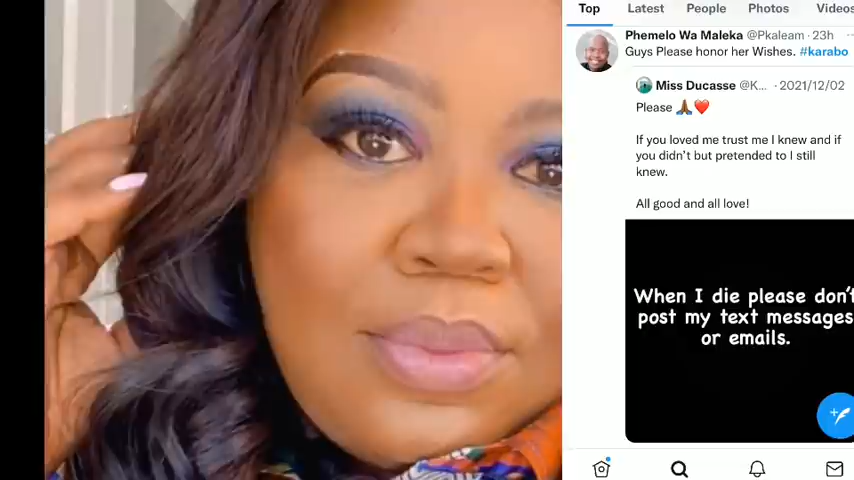 Top Latest People Photos Videos
Phemelo Wa Maleka @Pkaleam · 23h
Guys Please honor her Wishes. #karabo
Miss Ducasse @K... · 2021/12/02
Please 🙏🏾❤️
If you loved me trust me I knew and if
you didn't but pretended to I still
knew.
All good and all love!
When I die please don't
post my text messages
or emails.